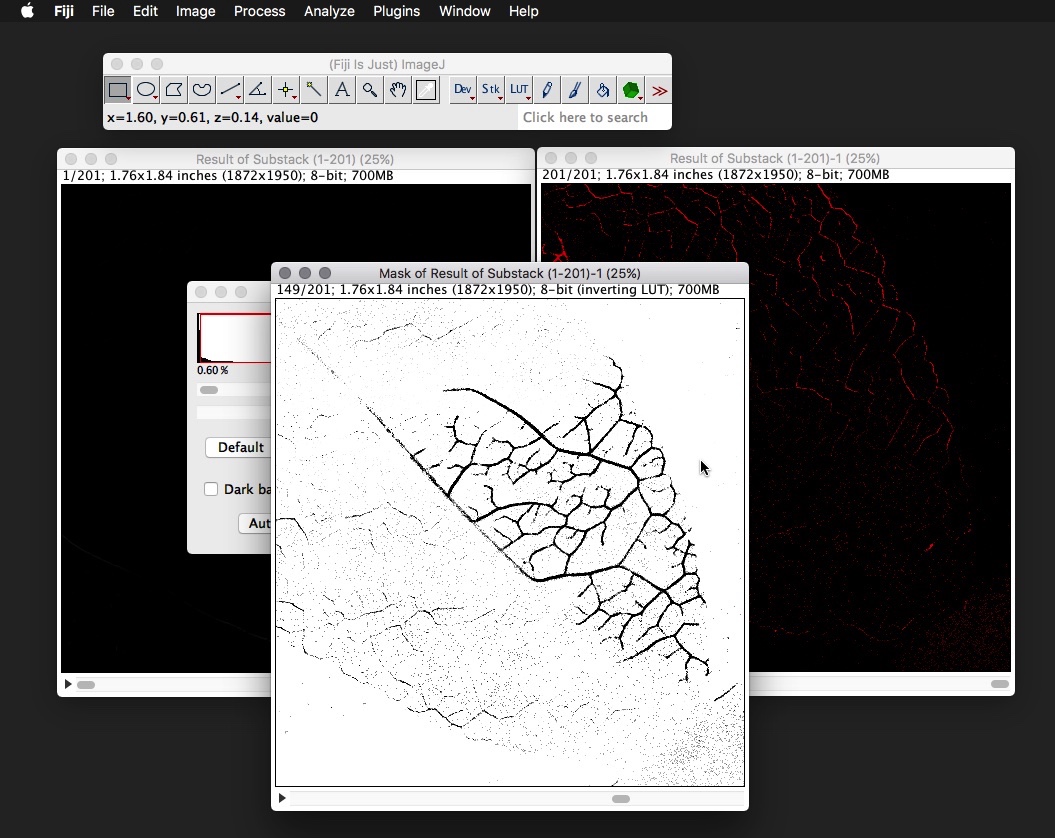 Fiji File Edit Image Process Analyze Plugins Window Help
(Fiji Is Just) ImageJ
Dev Stk LUT
x=1.60, y=0.61, z=0.14, value=0
Click here to search
Result of Substack (1-201) (25%)
1/201; 1.76x1.84 inches (1872x1950); 8-bit; 700MB
Result of Substack (1-201)-1 (25%)
201/201; 1.76x1.84 inches (1872x1950); 8-bit; 700MB
Mask of Result of Substack (1-201)-1 (25%)
149/201; 1.76x1.84 inches (1872x1950); 8-bit (inverting LUT); 700MB
0.60 %
Default
Dark ba
Aut